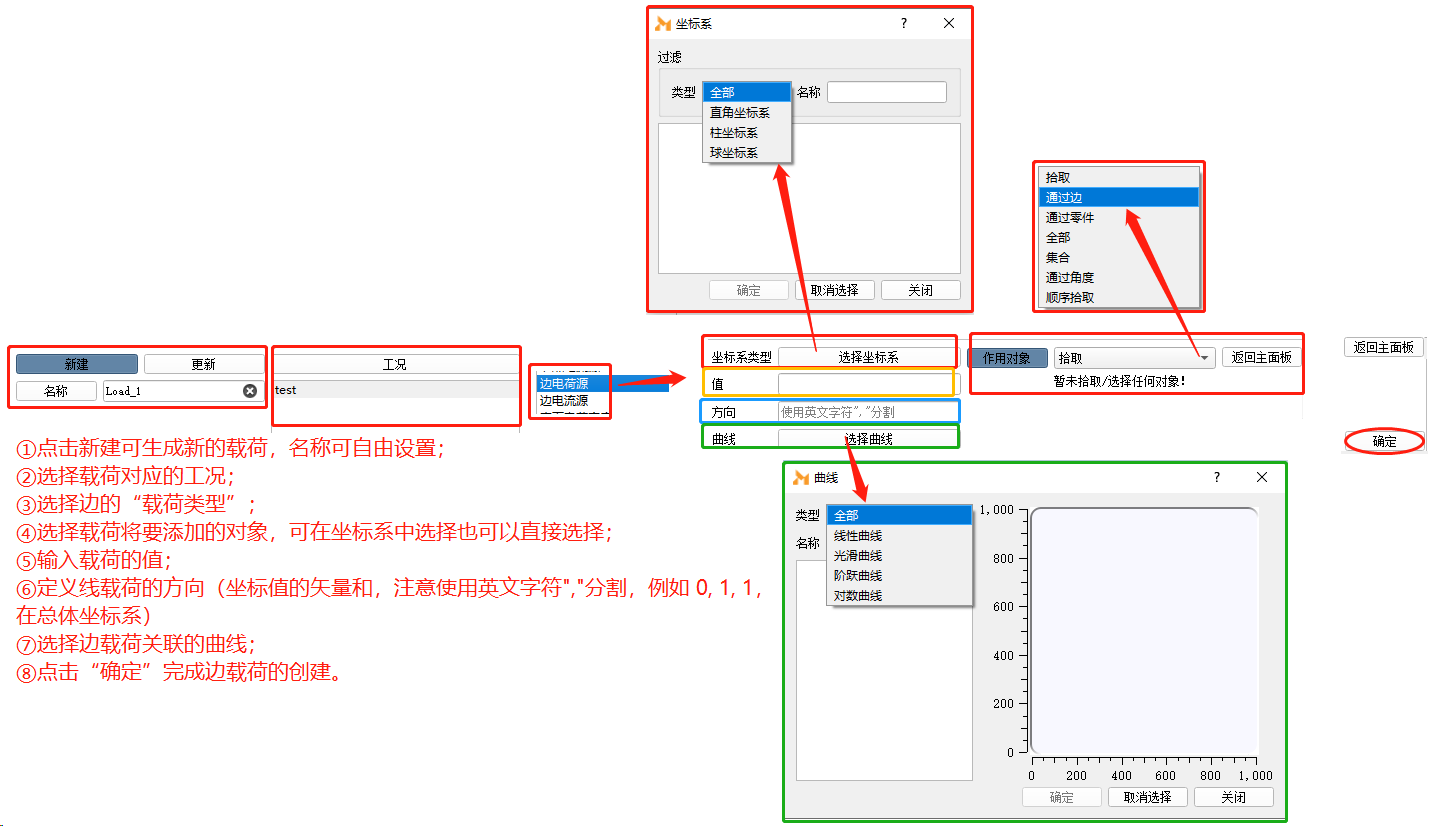 坐标系
?
过滤
类型 全部 名称
直角坐标系
柱坐标系
球坐标系
确定 取消选择 关闭
拾取
通过边
通过零件
全部
集合
通过角度
顺序拾取
新建 更新
名称 Load_1
工况
test
边电荷源
边电流源
坐标系类型 选择坐标系
值
方向 使用英文字符”,”分割
曲线 选择曲线
作用对象 拾取 返回主面板
暂未拾取/选择任何对象!
返回主面板
确定
①点击新建可生成新的载荷，名称可自由设置；
②选择载荷对应的工况；
③选择边的“载荷类型”；
④选择载荷将要添加的对象，可在坐标系中选择也可以直接选择；
⑤输入载荷的值；
⑥定义线载荷的方向（坐标值的矢量和，注意使用英文字符","分割，例如 0, 1, 1，
在总体坐标系）
⑦选择边载荷关联的曲线；
⑧点击“确定”完成边载荷的创建。
曲线
?
类型 全部
线性曲线
名称
光滑曲线
阶跃曲线
对数曲线
1,000
800
600
400
200
0
0 200 400 600 800 1,000
确定 取消选择 关闭